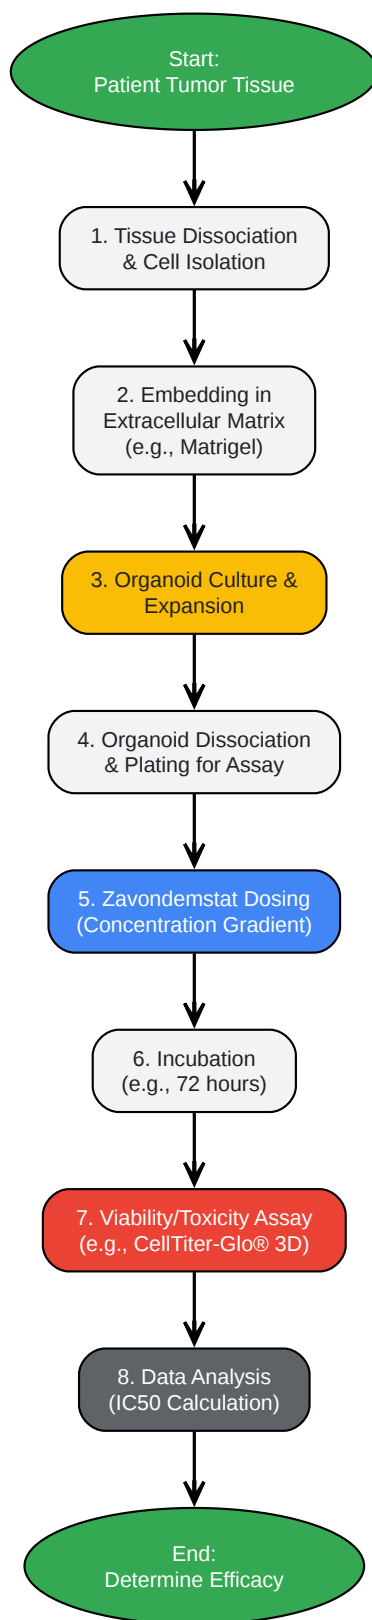 Start:
Patient Tumor Tissue
1. Tissue Dissociation
& Cell Isolation
2. Embedding in
Extracellular Matrix
(e.g., Matrigel)
3. Organoid Culture &
Expansion
4. Organoid Dissociation
& Plating for Assay
5. Zavondemstat Dosing
(Concentration Gradient)
6. Incubation
(e.g., 72 hours)
7. Viability/Toxicity Assay
(e.g., CellTiter-Glo® 3D)
8. Data Analysis
(IC50 Calculation)
End:
Determine Efficacy